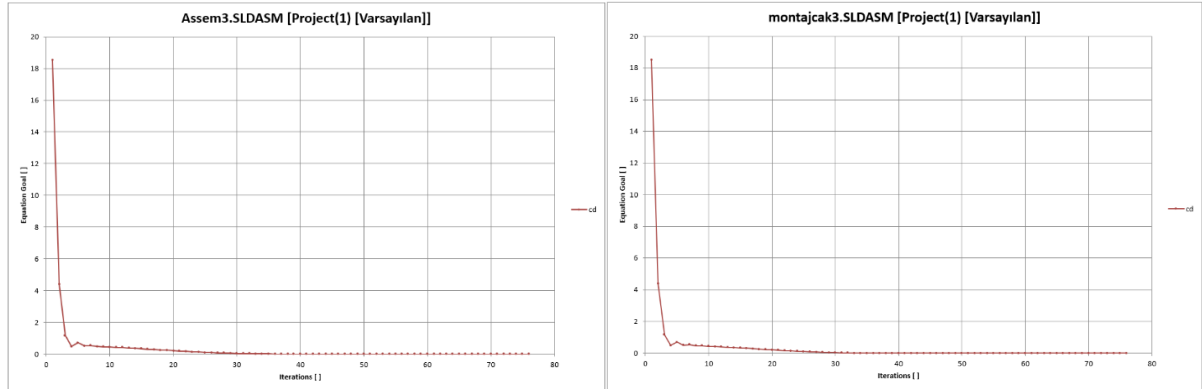 Assem3.SLDASM [Project(1) [Varsayılan]]
20
18
16
14
12
10
8
6
4
2
0
Equation Goal [ ]
0 10 20 30 40 50 60 70 80
Iterations [ ]
cd
montajcak3.SLDASM [Project(1) [Varsayılan]]
20
18
16
14
12
10
8
6
4
2
0
Equation Goal [ ]
0 10 20 30 40 50 60 70 80
Iterations [ ]
cd